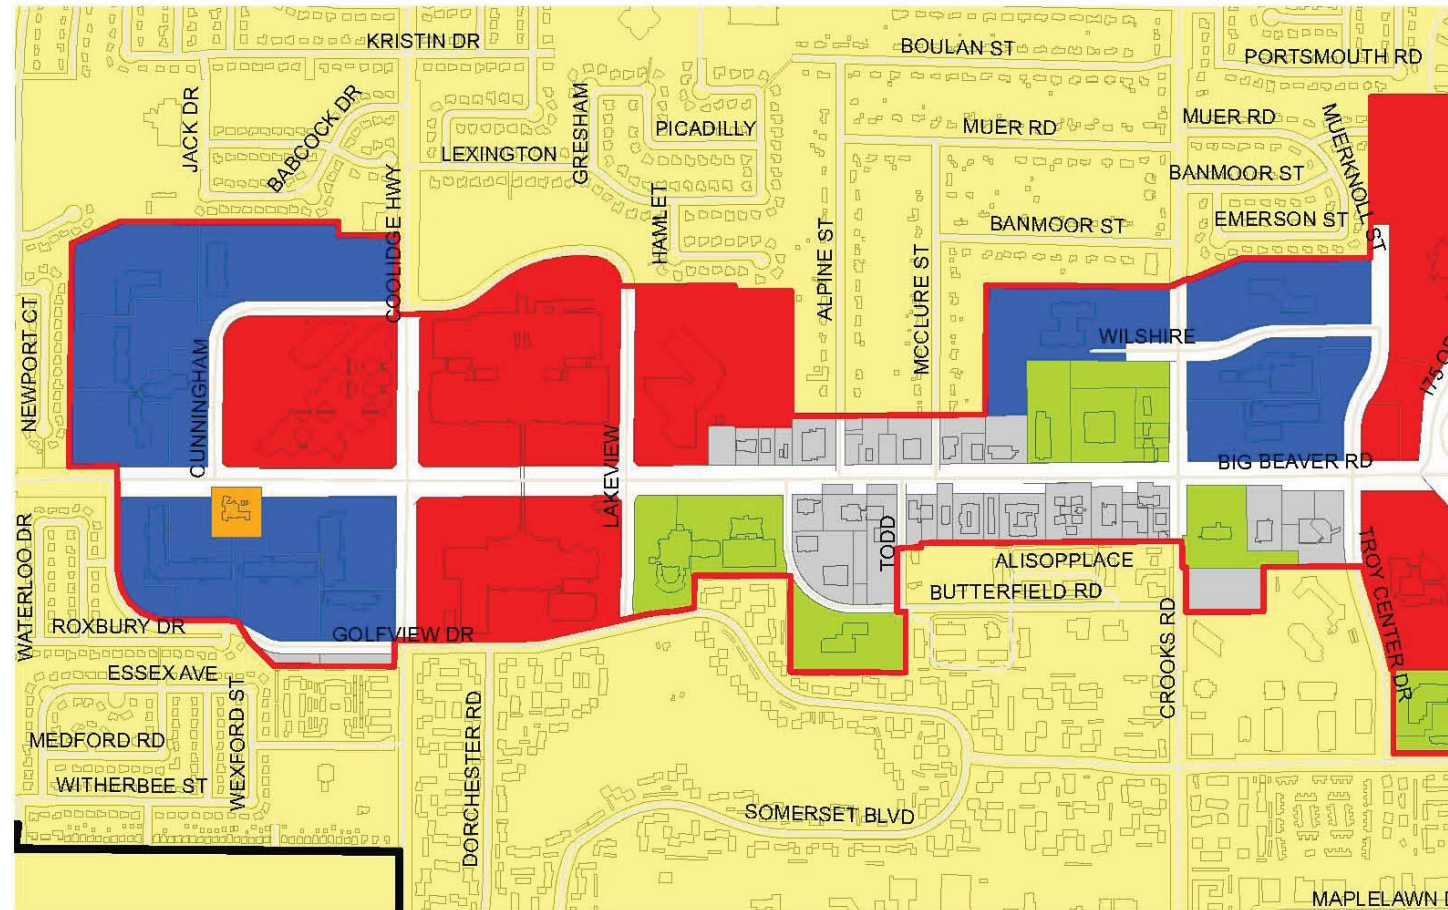 KRISTIN DR
BOULAN ST
PORTSMOUTH RD
JACK DR
BABCOCK DR
GRESHAM
PICADILLY
MUER RD
MUER RD
MUERKNOLL ST
LEXINGTON
COOLIDGE HWY
HAMLET
ALPINE ST
MCCLURE ST
BANMOOR ST
BANMOOR ST
EMERSON ST
NEWPORT CT
CUNNINGHAM
WILSHIRE
LAKEVIEW
BIG BEAVER RD
WATERLOO DR
TODD
ALISOPPLACE
BUTTERFIELD RD
TROY CENTER DR
ROXBURY DR
GOLFVIEW DR
CROOKS RD
ESSEX AVE
WEXFORD ST
DORCHESTER RD
MEDFORD RD
WITHERBEE ST
SOMERSET BLVD
MAPLELAWN